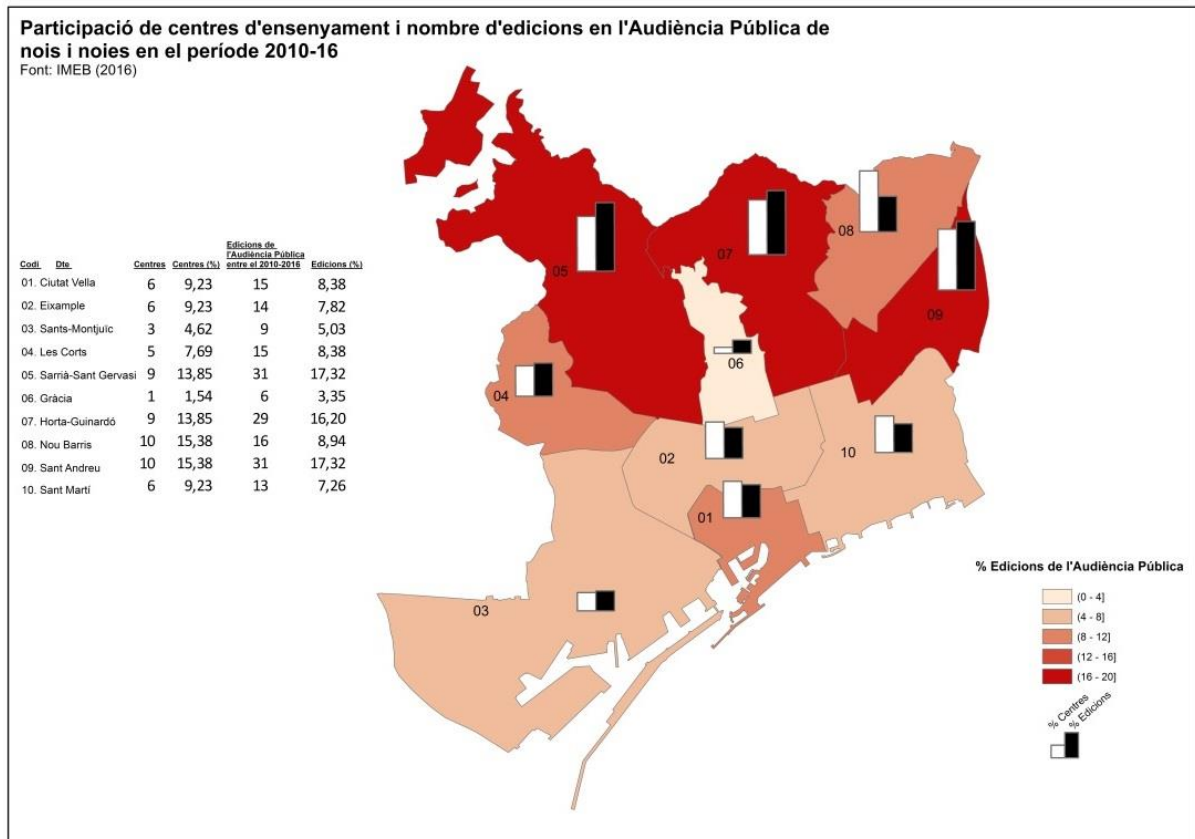 Participació de centres d'ensenyament i nombre d'edicions en l'Audiència Pública de
nois i noies en el període 2010-16
Font: IMEB (2016)
Codi Dte Centres Centres (%) Edicions de l'Audiència Pública entre el 2010-2016 Edicions (%)
01. Ciutat Vella 6 9,23 15 8,38
02. Eixample 6 9,23 14 7,82
03. Sants-Montjuïc 3 4,62 9 5,03
04. Les Corts 5 7,69 15 8,38
05. Sarrià-Sant Gervasi 9 13,85 31 17,32
06. Gràcia 1 1,54 6 3,35
07. Horta-Guinardó 9 13,85 29 16,20
08. Nou Barris 10 15,38 16 8,94
09. Sant Andreu 10 15,38 31 17,32
10. Sant Martí 6 9,23 13 7,26
08
07
05
09
06
04
02
10
01
03
% Edicions de l'Audiència Pública
(0 - 4]
(4 - 8]
(8 - 12]
(12 - 16]
(16 - 20]
% Centres
% Edicions